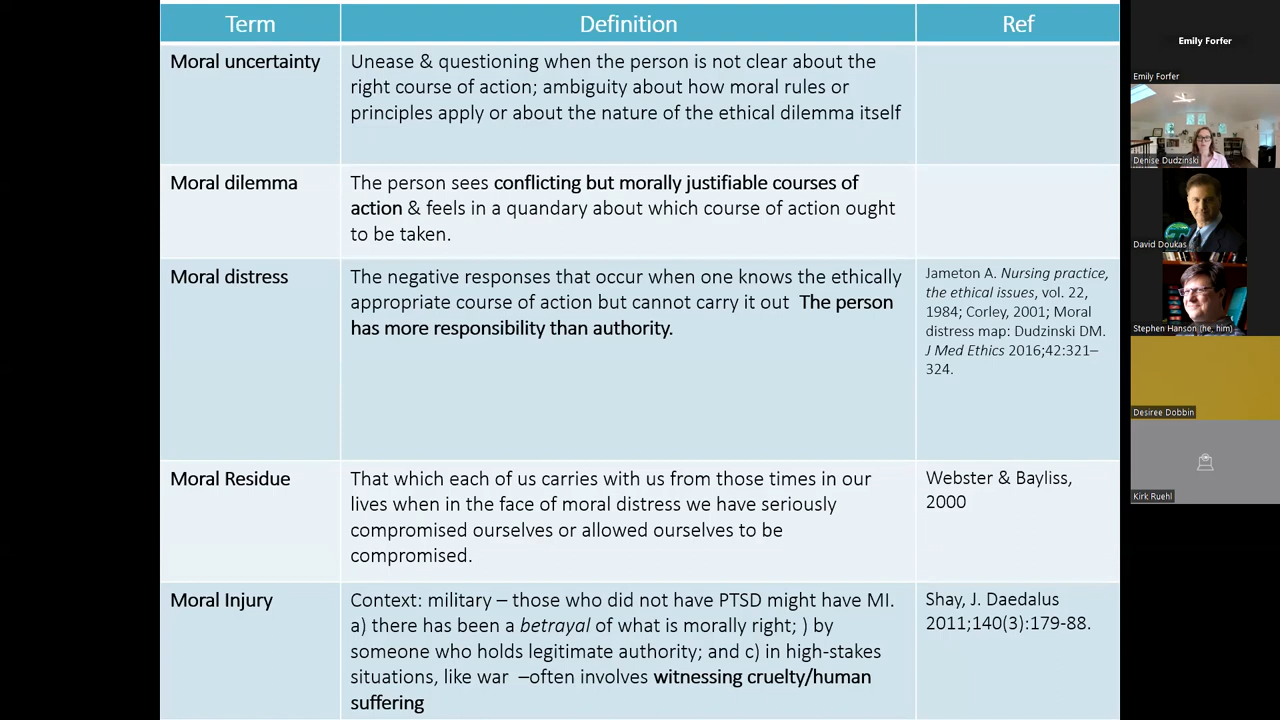 Term
Definition
Ref
Moral uncertainty
Unease & questioning when the person is not clear about the
right course of action; ambiguity about how moral rules or
principles apply or about the nature of the ethical dilemma itself
Moral dilemma
The person sees conflicting but morally justifiable courses of
action & feels in a quandary about which course of action ought
to be taken.
Moral distress
The negative responses that occur when one knows the ethically
appropriate course of action but cannot carry it out  The person
has more responsibility than authority.
Jameton A. Nursing practice,
the ethical issues, vol. 22,
1984; Corley, 2001; Moral
distress map: Dudzinski DM.
J Med Ethics 2016;42:321–
324.
Moral Residue
That which each of us carries with us from those times in our
lives when in the face of moral distress we have seriously
compromised ourselves or allowed ourselves to be
compromised.
Webster & Bayliss,
2000
Moral Injury
Context: military – those who did not have PTSD might have MI.
a) there has been a betrayal of what is morally right; ) by
someone who holds legitimate authority; and c) in high-stakes
situations, like war  –often involves witnessing cruelty/human
suffering
Shay, J. Daedalus
2011;140(3):179-88.
Emily Forfer
Emily Forfer
Denise Dudzinski
David Doukas
Stephen Hanson (he, him)
Desiree Dobbin
Kirk Ruehl